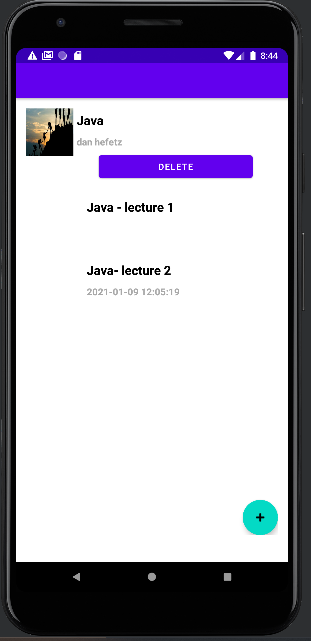 8:44
Java
dan hefetz
DELETE
Java - lecture 1
Java- lecture 2
2021-01-09 12:05:19
+